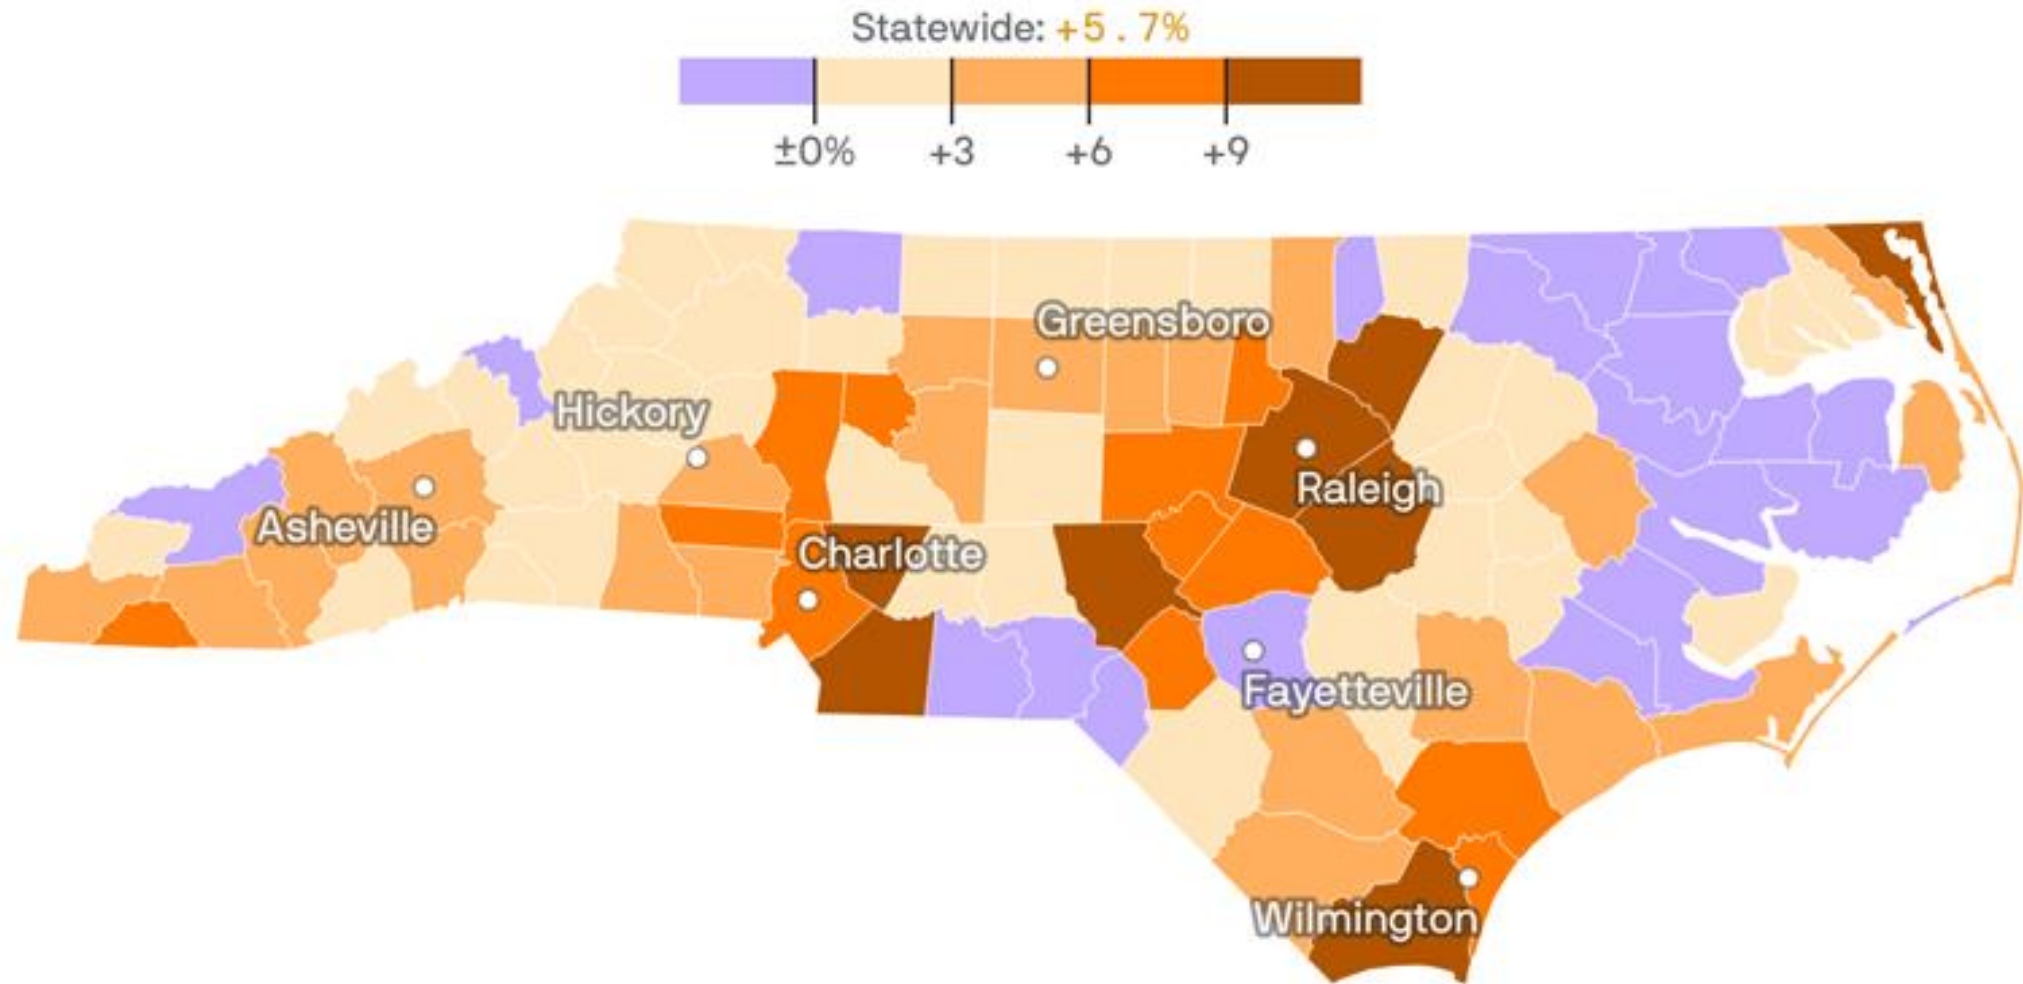 Statewide: +5.7%
±0% +3 +6 +9
Greensboro
Hickory
Raleigh
Asheville
Charlotte
Fayetteville
Wilmington